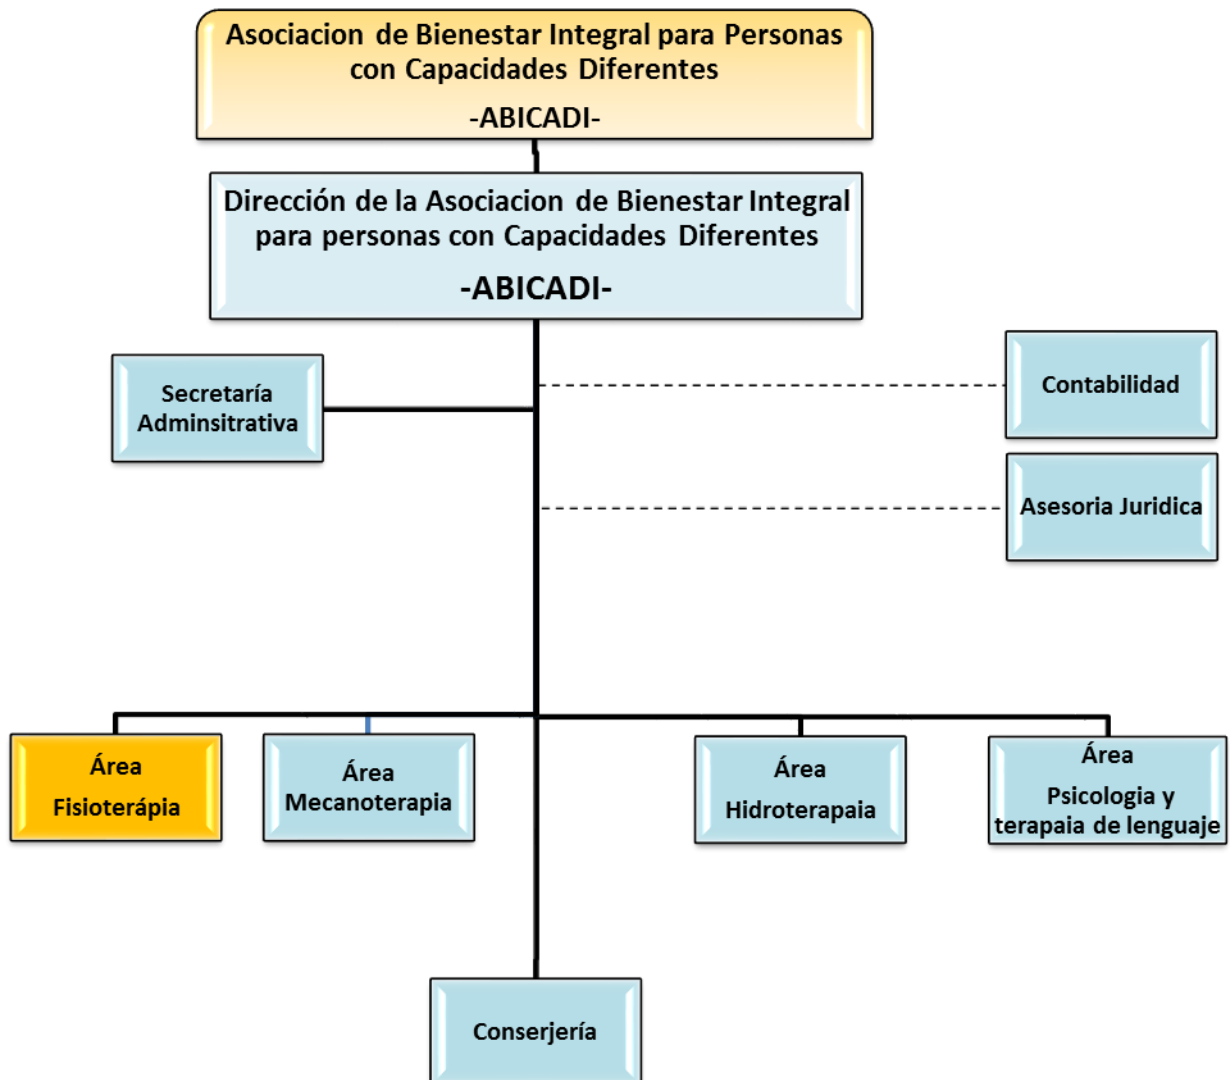 Asociacion de Bienestar Integral para Personas
con Capacidades Diferentes
-ABICADI-
Dirección de la Asociacion de Bienestar Integral
para personas con Capacidades Diferentes
-ABICADI-
Secretaría
Adminsitrativa
Contabilidad
Asesoria Juridica
Área
Fisioterápia
Área
Mecanoterapia
Área
Hidroterapaia
Área
Psicologia y
terapaia de lenguaje
Conserjería